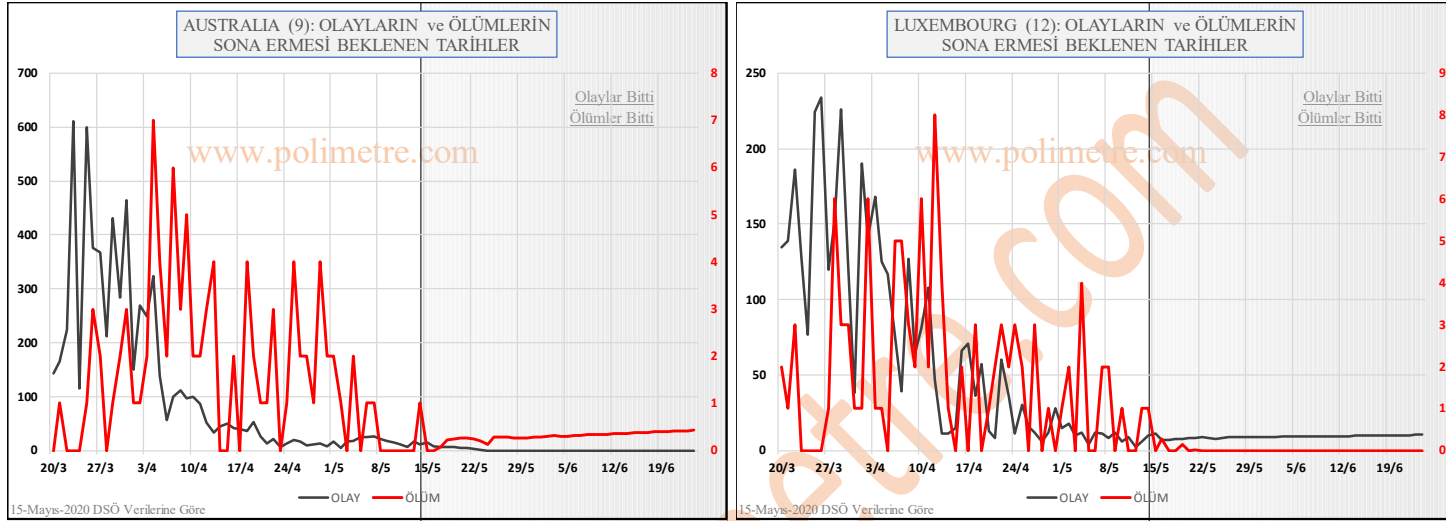 AUSTRALIA (9): OLAYLARIN ve ÖLÜMLERİN
SONA ERMESİ BEKLENEN TARİHLER
700
600
500
400
300
200
100
0
8
7
6
5
4
3
2
1
0
Olaylar Bitti
Ölümler Bitti
www.polimetre.com
20/3 27/3 3/4 10/4 17/4 24/4 1/5 8/5 15/5 22/5 29/5 5/6 12/6 19/6
OLAY ÖLÜM
15-Mayıs-2020 DSÖ Verilerine Göre
LUXEMBOURG (12): OLAYLARIN ve ÖLÜMLERİN
SONA ERMESİ BEKLENEN TARİHLER
250
200
150
100
50
0
9
8
7
6
5
4
3
2
1
0
Olaylar Bitti
Ölümler Bitti
www.polimetre.com
20/3 27/3 3/4 10/4 17/4 24/4 1/5 8/5 15/5 22/5 29/5 5/6 12/6 19/6
OLAY ÖLÜM
15-Mayıs-2020 DSÖ Verilerine Göre
etre.com